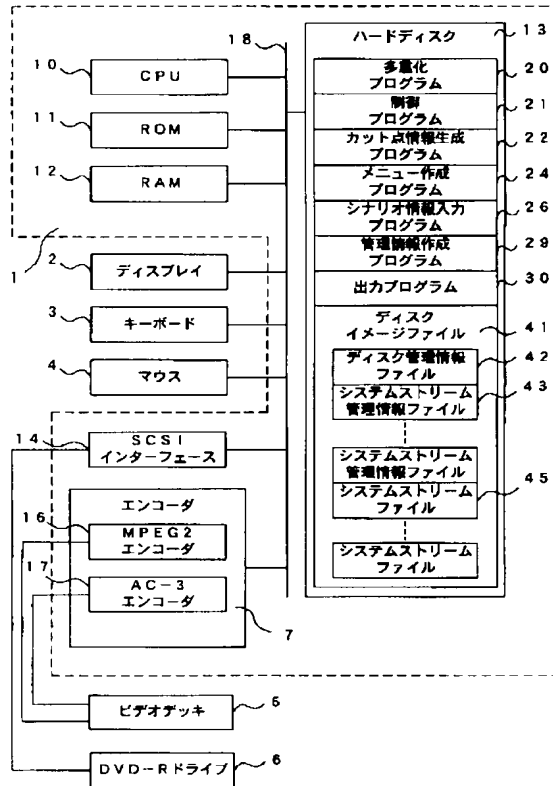 18
ハードディスク
13
10
CPU
11
ROM
12
RAM
多重化
プログラム
20
制御
プログラム
21
カット点情報生成
プログラム
22
メニュー作成
プログラム
24
シナリオ情報入力
プログラム
26
管理情報作成
プログラム
29
出力プログラム
30
1
2
ディスプレイ
3
キーボード
4
マウス
ディスク
イメージファイル
41
ディスク管理情報
ファイル
42
システムストリーム
管理情報ファイル
43
システムストリーム
管理情報ファイル
システムストリーム
ファイル
45
システムストリーム
ファイル
14
SCSI
インターフェース
エンコーダ
16
MPEG2
エンコーダ
17
AC-3
エンコーダ
7
ビデオデッキ
5
DVD-Rドライブ
6